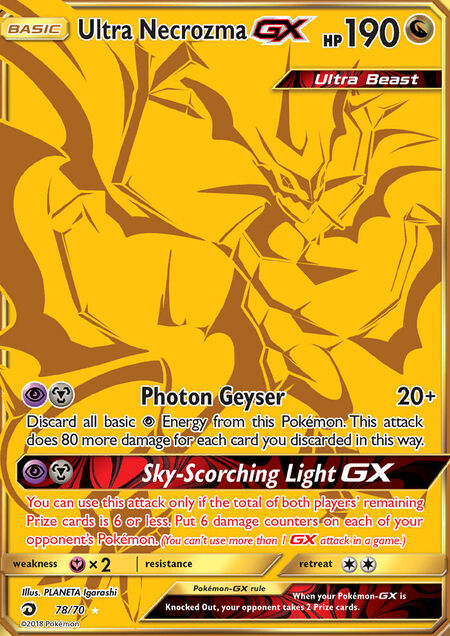 BASIC Ultra Necrozma GX HP 190
Ultra Beast
Photon Geyser 20+
Discard all basic Energy from this Pokémon. This attack
does 80 more damage for each card you discarded in this way.
Sky-Scorching Light GX
You can use this attack only if the total of both players' remaining
Prize cards is 6 or less. Put 6 damage counters on each of your
opponent's Pokémon. (You can't use more than 1 GX attack in a game.)
weakness ×2 resistance retreat
Illus. PLANETA Igarashi
78/70
©2018 Pokémon
Pokémon-GX rule
When your Pokémon-GX is
Knocked Out, your opponent takes 2 Prize cards.